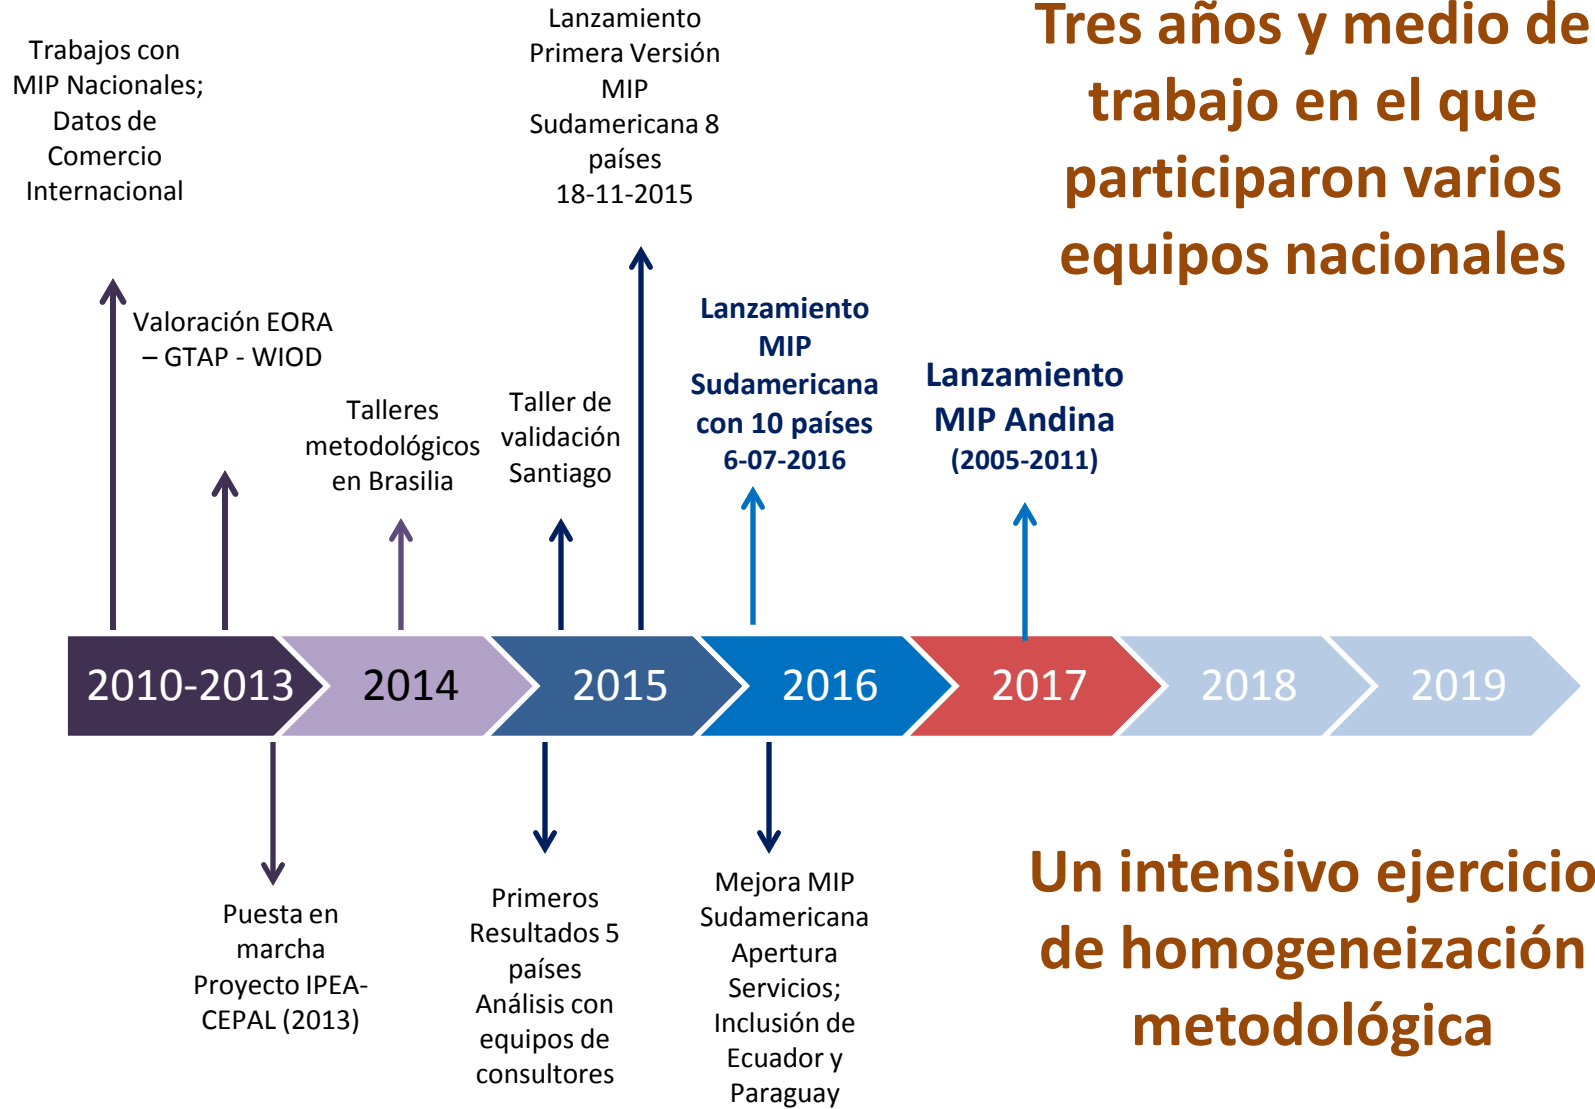 Tres años y medio de
trabajo en el que
participaron varios
equipos nacionales
Trabajos con
MIP Nacionales;
Datos de
Comercio
Internacional
Lanzamiento
Primera Versión
MIP
Sudamericana 8
países
18-11-2015
Valoración EORA
– GTAP - WIOD
Talleres
metodológicos
en Brasilia
Taller de
validación
Santiago
Lanzamiento
MIP
Sudamericana
con 10 países
6-07-2016
Lanzamiento
MIP Andina
(2005-2011)
2010-2013
2014
2015
2016
2017
2018
2019
Puesta en
marcha
Proyecto IPEA-
CEPAL (2013)
Primeros
Resultados 5
países
Análisis con
equipos de
consultores
Mejora MIP
Sudamericana
Apertura
Servicios;
Inclusión de
Ecuador y
Paraguay
Un intensivo ejercicio
de homogeneización
metodológica